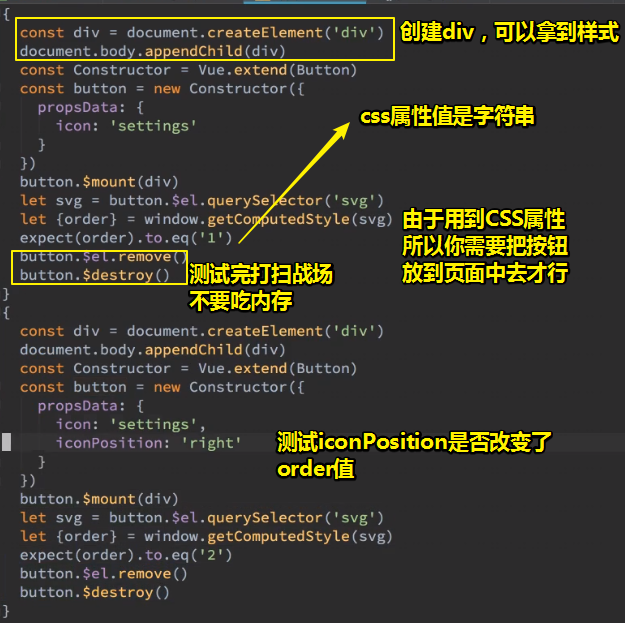 {
const div = document.createElement('div')
创建div，可以拿到样式
document.body.appendChild(div)
const Constructor = Vue.extend(Button)
const button = new Constructor({
propsData: {
icon: 'settings'
css属性值是字符串
}
})
button.$mount(div)
let svg = button.$el.querySelector('svg')
let {order} = window.getComputedStyle(svg)
expect(order).to.eq('1')
由于用到CSS属性
所以你需要把按钮
放到页面中去才行
button.$el.remove()
button.$destroy()
测试完打扫战场
不要吃内存
}
{
const div = document.createElement('div')
document.body.appendChild(div)
const Constructor = Vue.extend(Button)
const button = new Constructor({
propsData: {
icon: 'settings',
iconPosition: 'right'
测试iconPosition是否改变了
order值
}
})
button.$mount(div)
let svg = button.$el.querySelector('svg')
let {order} = window.getComputedStyle(svg)
expect(order).to.eq('2')
button.$el.remove()
button.$destroy()
}